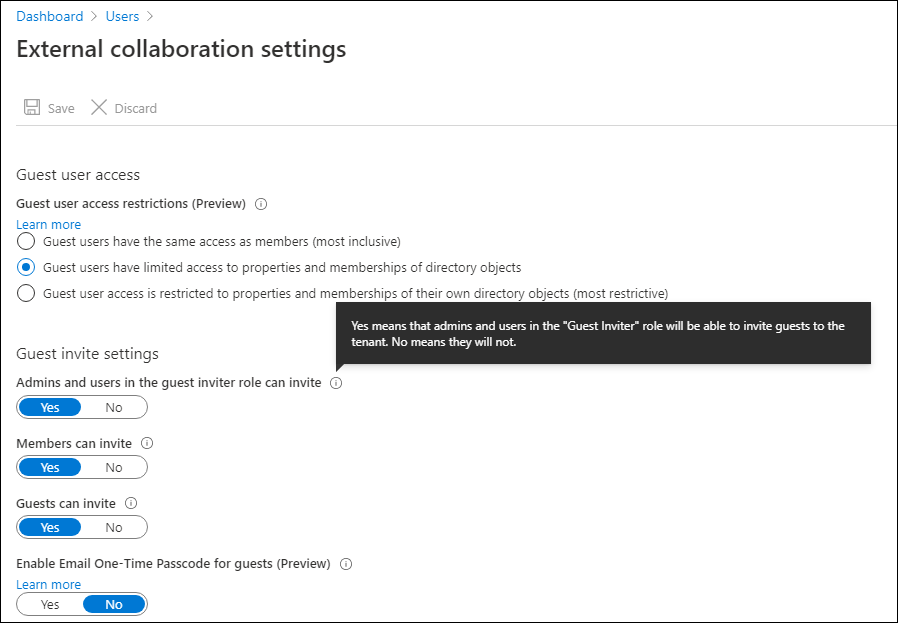 Dashboard > Users >
External collaboration settings
Save Discard
Guest user access
Guest user access restrictions (Preview)
Learn more
Guest users have the same access as members (most inclusive)
Guest users have limited access to properties and memberships of directory objects
Guest user access is restricted to properties and memberships of their own directory objects (most restrictive)
Yes means that admins and users in the "Guest Inviter" role will be able to invite guests to the
tenant. No means they will not.
Guest invite settings
Admins and users in the guest inviter role can invite
Yes No
Members can invite
Yes No
Guests can invite
Yes No
Enable Email One-Time Passcode for guests (Preview)
Learn more
Yes No